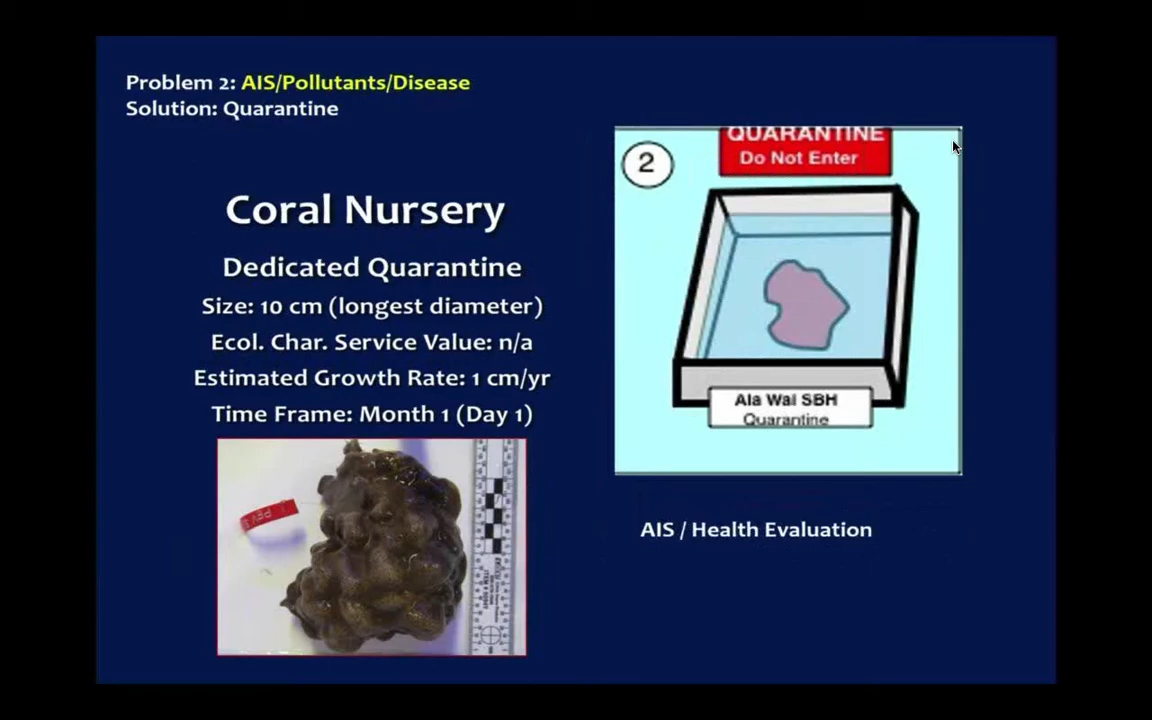 Problem 2: AIS/Pollutants/Disease
Solution: Quarantine
Coral Nursery
Dedicated Quarantine
Size: 10 cm (longest diameter)
Ecol. Char. Service Value: n/a
Estimated Growth Rate: 1 cm/yr
Time Frame: Month 1 (Day 1)
QUARANTINE
Do Not Enter
2
Ala Wai SBH
Quarantine
AIS / Health Evaluation